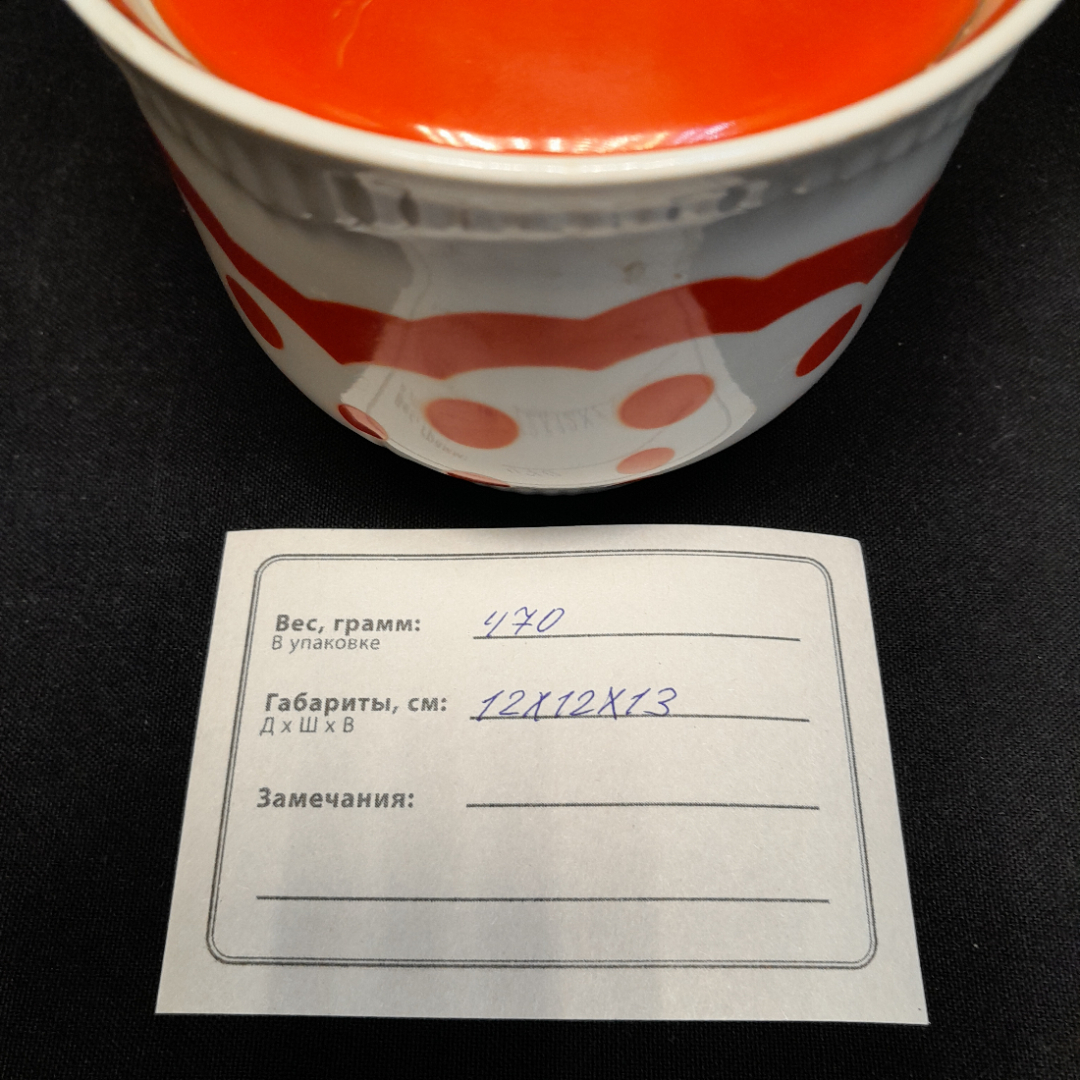 Вес, грамм: 470
В упаковке
Габариты, см: 12X12X13
Д х Ш х В
Замечания: